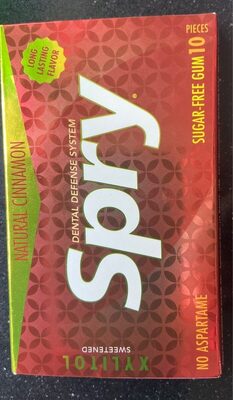 NATURAL CINNAMON
LONG
LASTING
FLAVOR
DENTAL DEFENSE SYSTEM
Spry.
XYLITOL
SWEETENED
NO ASPARTAME
SUGAR-FREE GUM 10 PIECES